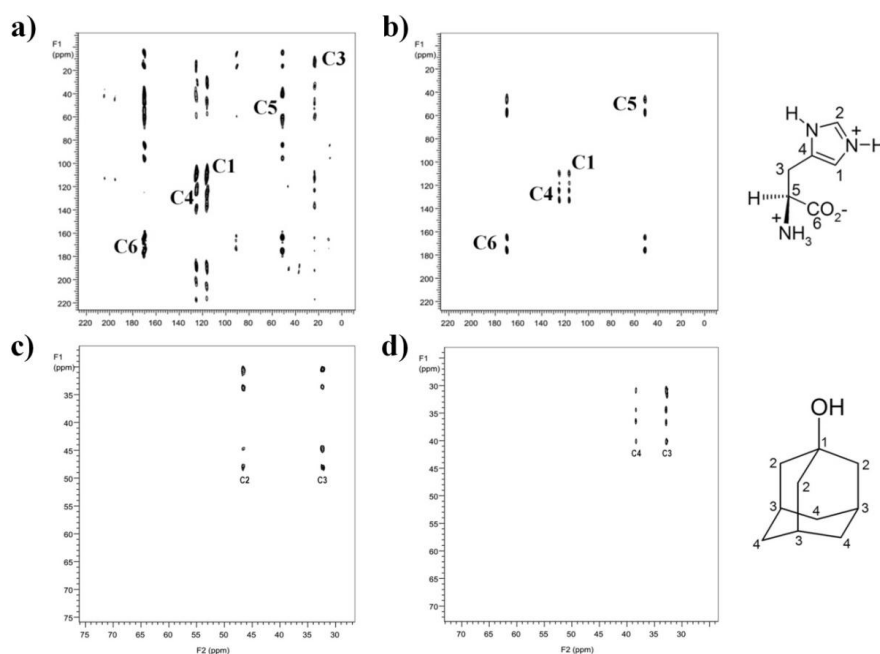 a)
F1
(ppm)
20
40
60
80
100
120
140
160
180
200
220
C3
C5
C1
C4
C6
220 200 180 160 140 120 100 80 60 40 20 0
b)
F1
(ppm)
20
40
60
80
100
120
140
160
180
200
220
C5
C1
C4
C6
220 200 180 160 140 120 100 80 60 40 20 0
H
N
2
+
N-H
4
3
1
5
H
CO2-
6
+
NH3
c)
F1
(ppm)
30
35
40
45
50
55
60
65
70
75
C2
C3
75 70 65 60 55 50 45 40 35 30
F2 (ppm)
d)
F1
(ppm)
30
35
40
45
50
55
60
65
70
C4
C3
70 65 60 55 50 45 40 35 30
F2 (ppm)
OH
1
2
2
2
3
4
3
4
3
4